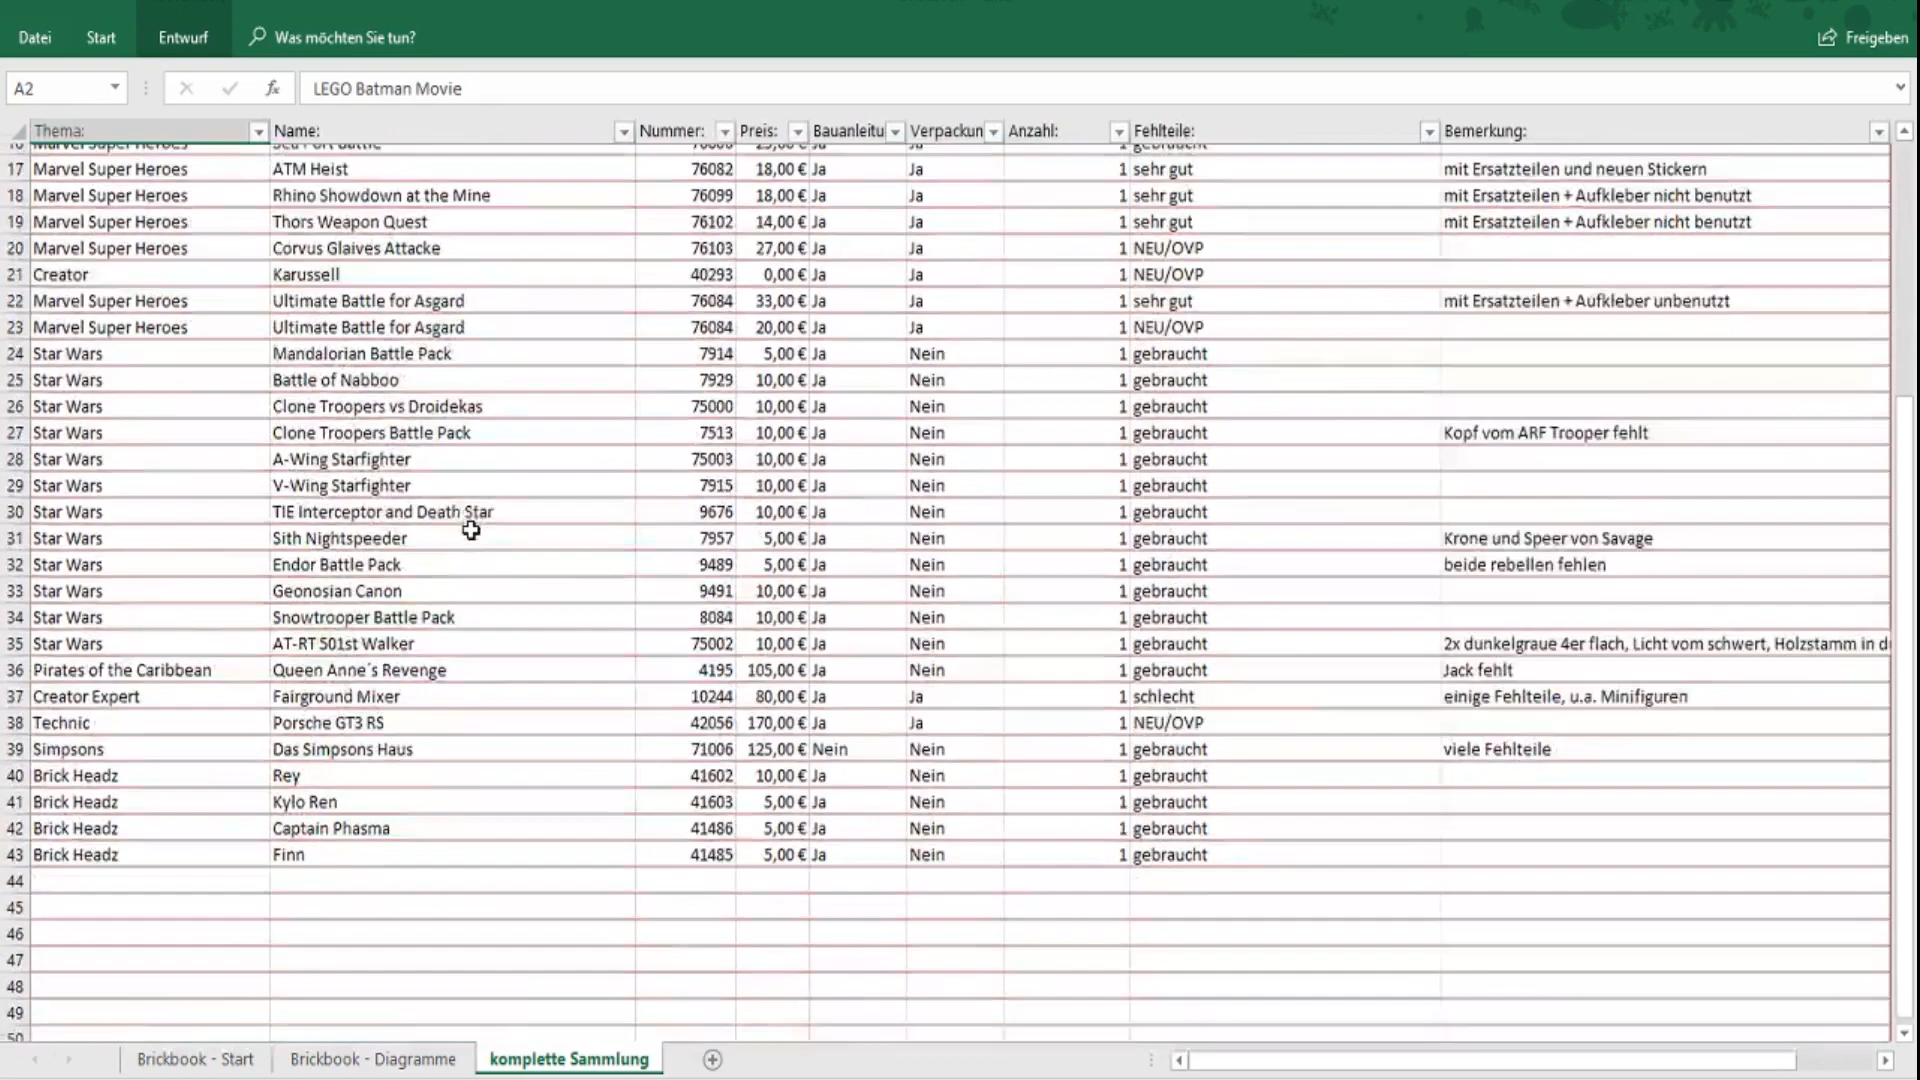 Datei Start Entwurf Was möchten Sie tun? Freigeben
A2 fx LEGO Batman Movie
Thema: Name: Nummer: Preis: Bauanleitu Verpackun Anzahl: Fehlteile: Bemerkung:
17 Marvel Super Heroes ATM Heist 76082 18,00 € Ja Ja 1 sehr gut mit Ersatzteilen und neuen Stickern
18 Marvel Super Heroes Rhino Showdown at the Mine 76099 18,00 € Ja Ja 1 sehr gut mit Ersatzteilen + Aufkleber nicht benutzt
19 Marvel Super Heroes Thors Weapon Quest 76102 14,00 € Ja Ja 1 sehr gut mit Ersatzteilen + Aufkleber nicht benutzt
20 Marvel Super Heroes Corvus Glaives Attacke 76103 27,00 € Ja Ja 1 NEU/OVP
21 Creator Karussell 40293 0,00 € Ja Ja 1 NEU/OVP
22 Marvel Super Heroes Ultimate Battle for Asgard 76084 33,00 € Ja Ja 1 sehr gut mit Ersatzteilen + Aufkleber unbenutzt
23 Marvel Super Heroes Ultimate Battle for Asgard 76084 20,00 € Ja Ja 1 NEU/OVP
24 Star Wars Mandalorian Battle Pack 7914 5,00 € Ja Nein 1 gebraucht
25 Star Wars Battle of Nabboo 7929 10,00 € Ja Nein 1 gebraucht
26 Star Wars Clone Troopers vs Droidekas 75000 10,00 € Ja Nein 1 gebraucht
27 Star Wars Clone Troopers Battle Pack 7513 10,00 € Ja Nein 1 gebraucht Kopf vom ARF Trooper fehlt
28 Star Wars A-Wing Starfighter 75003 10,00 € Ja Nein 1 gebraucht
29 Star Wars V-Wing Starfighter 7915 10,00 € Ja Nein 1 gebraucht
30 Star Wars TIE Interceptor and Death Star 9676 10,00 € Ja Nein 1 gebraucht
31 Star Wars Sith Nightspeeder 7957 5,00 € Ja Nein 1 gebraucht Krone und Speer von Savage
32 Star Wars Endor Battle Pack 9489 5,00 € Ja Nein 1 gebraucht beide rebellen fehlen
33 Star Wars Geonosian Canon 9491 10,00 € Ja Nein 1 gebraucht
34 Star Wars Snowtrooper Battle Pack 8084 10,00 € Ja Nein 1 gebraucht
35 Star Wars AT-RT 501st Walker 75002 10,00 € Ja Nein 1 gebraucht 2x dunkelgraue 4er flach, Licht vom schwert, Holzstamm in
36 Pirates of the Caribbean Queen Anne´s Revenge 4195 105,00 € Ja Nein 1 gebraucht Jack fehlt
37 Creator Expert Fairground Mixer 10244 80,00 € Ja Ja 1 schlecht einige Fehlteile, u.a. Minifiguren
38 Technic Porsche GT3 RS 42056 170,00 € Ja Ja 1 NEU/OVP
39 Simpsons Das Simpsons Haus 71006 125,00 € Nein Nein 1 gebraucht viele Fehlteile
40 Brick Headz Rey 41602 10,00 € Ja Nein 1 gebraucht
41 Brick Headz Kylo Ren 41603 5,00 € Ja Nein 1 gebraucht
42 Brick Headz Captain Phasma 41486 5,00 € Ja Nein 1 gebraucht
43 Brick Headz Finn 41485 5,00 € Ja Nein 1 gebraucht
44
45
46
47
48
49
50
Brickbook - Start Brickbook - Diagramme komplette Sammlung